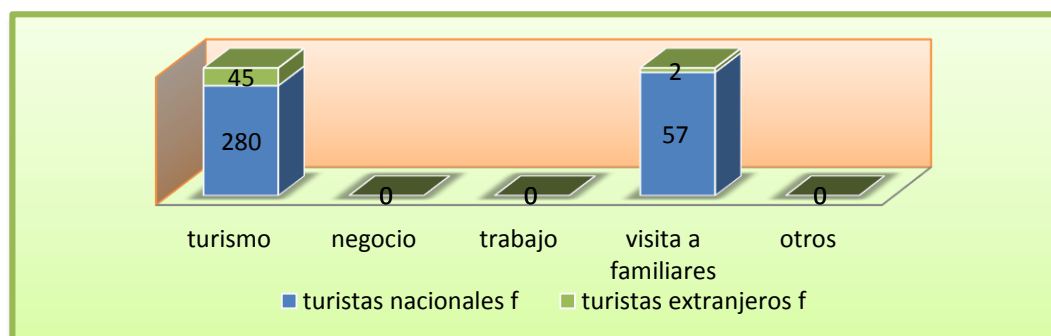 45
2
280
57
0
0
0
turismo
negocio
trabajo
visita a
familiares
otros
turistas nacionales f
turistas extranjeros f